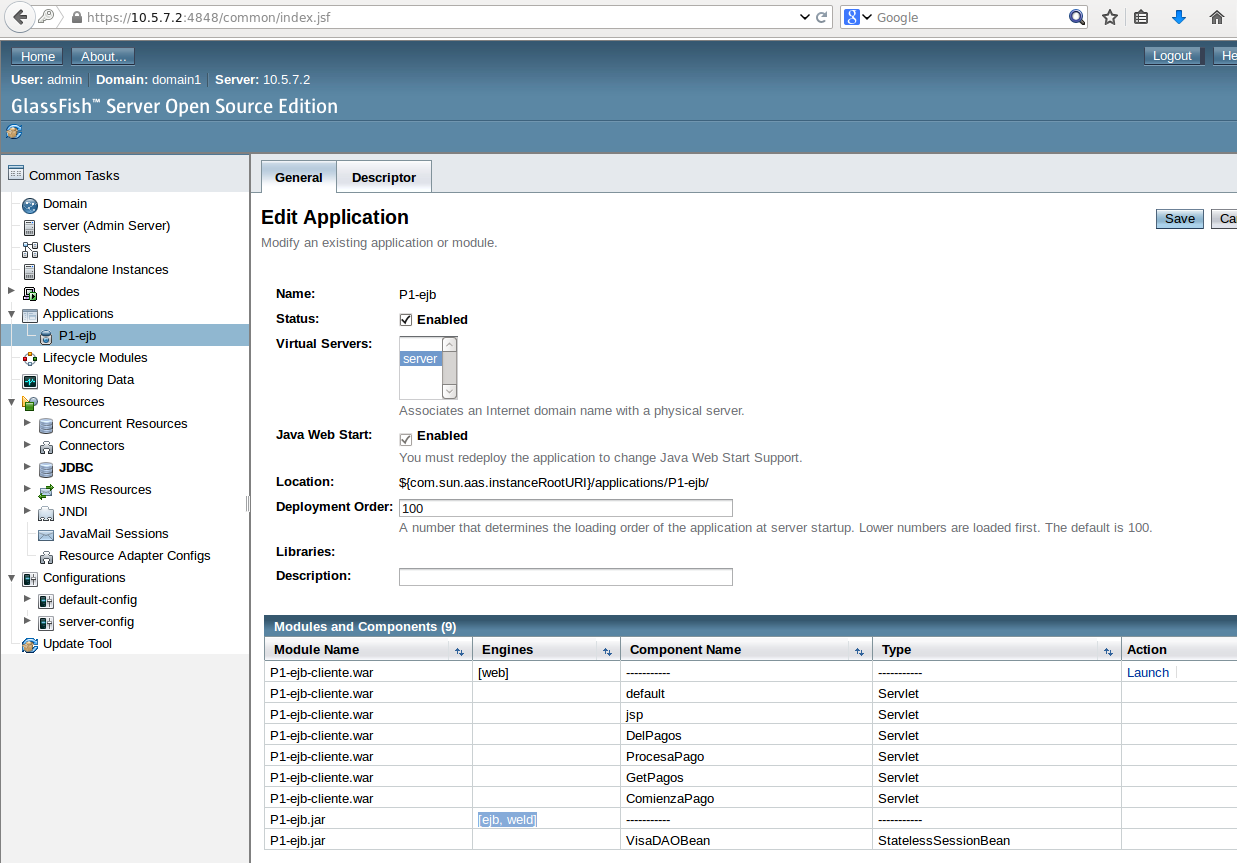 https://10.5.7.2:4848/common/index.jsf
8
Google
Home
About...
Logout
He
User: admin
Domain: domain1
Server: 10.5.7.2
GlassFish™ Server Open Source Edition
Common Tasks
Domain
server (Admin Server)
Clusters
Standalone Instances
Nodes
Applications
P1-ejb
Lifecycle Modules
Monitoring Data
Resources
Concurrent Resources
Connectors
JDBC
JMS Resources
JNDI
JavaMail Sessions
Resource Adapter Configs
Configurations
default-config
server-config
Update Tool
General
Descriptor
Edit Application
Save
Ca
Modify an existing application or module.
Name: P1-ejb
Status: Enabled
Virtual Servers:
server
Associates an Internet domain name with a physical server.
Java Web Start: Enabled
You must redeploy the application to change Java Web Start Support.
Location: ${com.sun.aas.instanceRootURI}/applications/P1-ejb/
Deployment Order: 100
A number that determines the loading order of the application at server startup. Lower numbers are loaded first. The default is 100.
Libraries:
Description:
Modules and Components (9)
Module Name Engines Component Name Type Action
P1-ejb-cliente.war [web] ----------- ----------- Launch
P1-ejb-cliente.war default Servlet
P1-ejb-cliente.war jsp Servlet
P1-ejb-cliente.war DelPagos Servlet
P1-ejb-cliente.war ProcesaPago Servlet
P1-ejb-cliente.war GetPagos Servlet
P1-ejb-cliente.war ComienzaPago Servlet
P1-ejb.jar [ejb, weld] ----------- -----------
P1-ejb.jar VisaDAOBean StatelessSessionBean